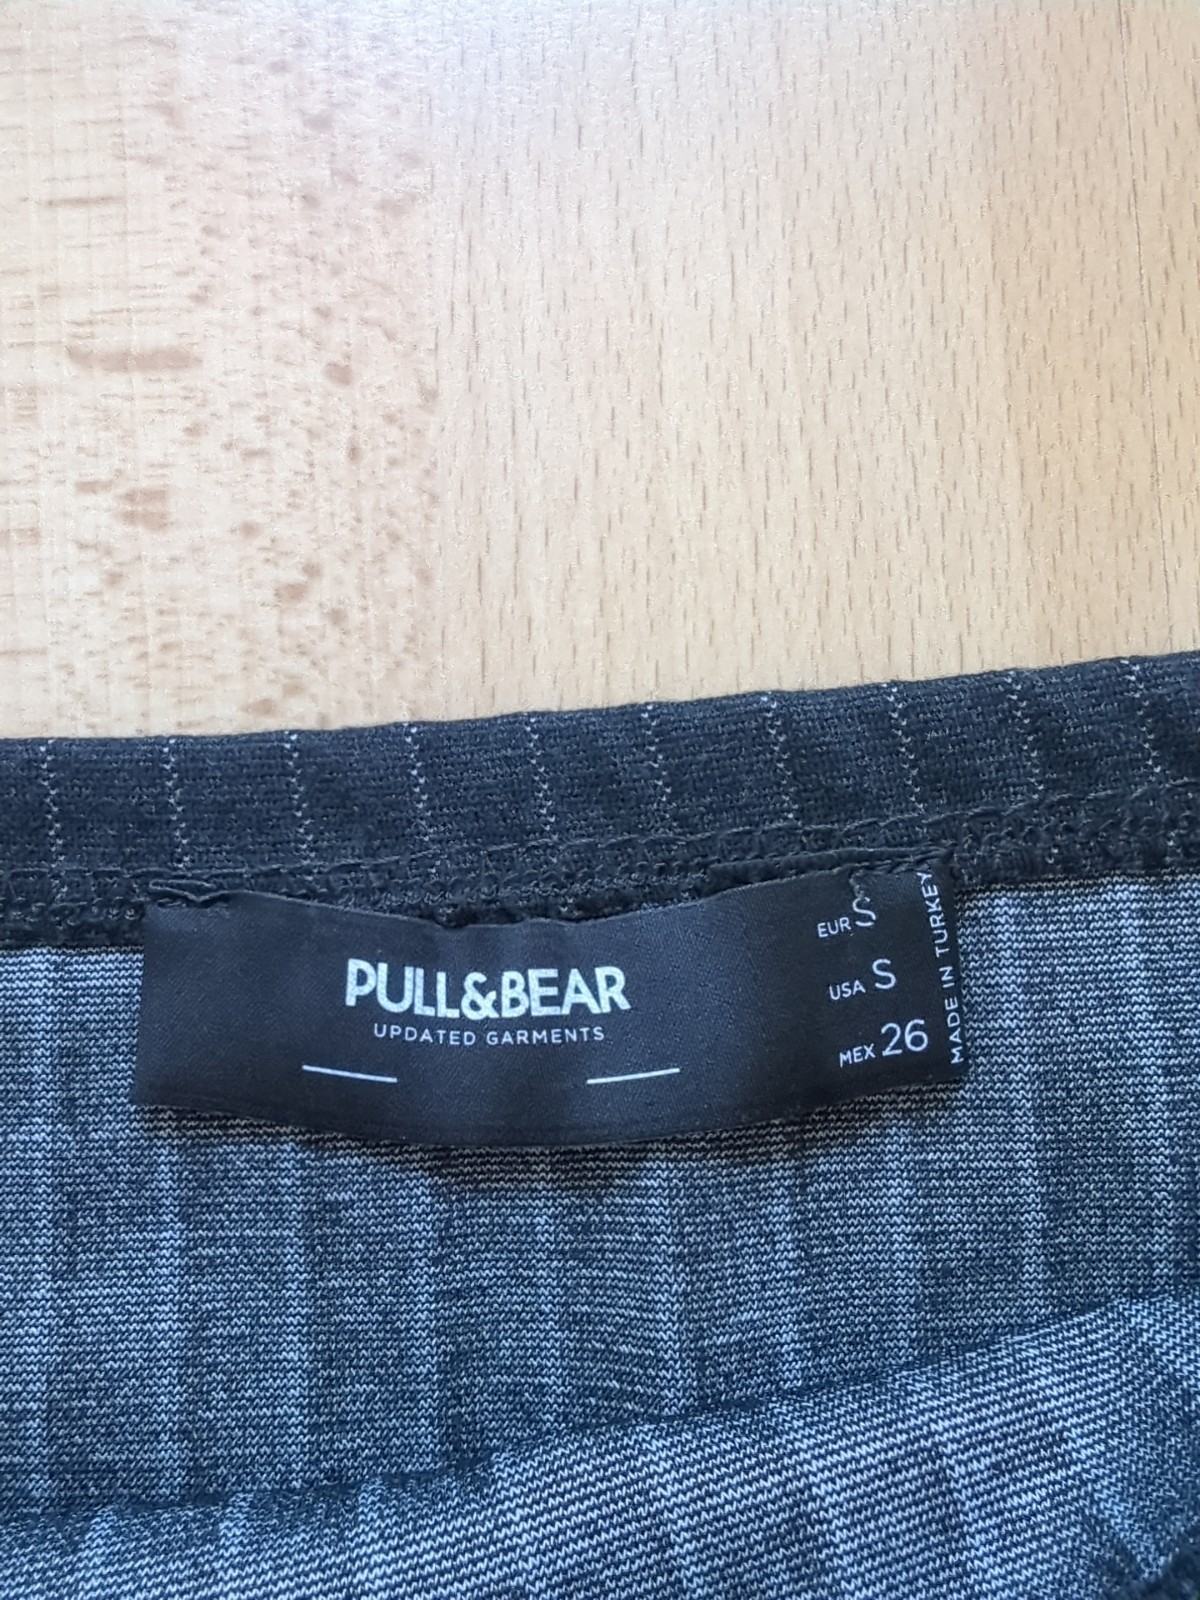 PULL&BEAR
UPDATED GARMENTS
EUR S
USA S
MEX 26
MADE IN TURKEY